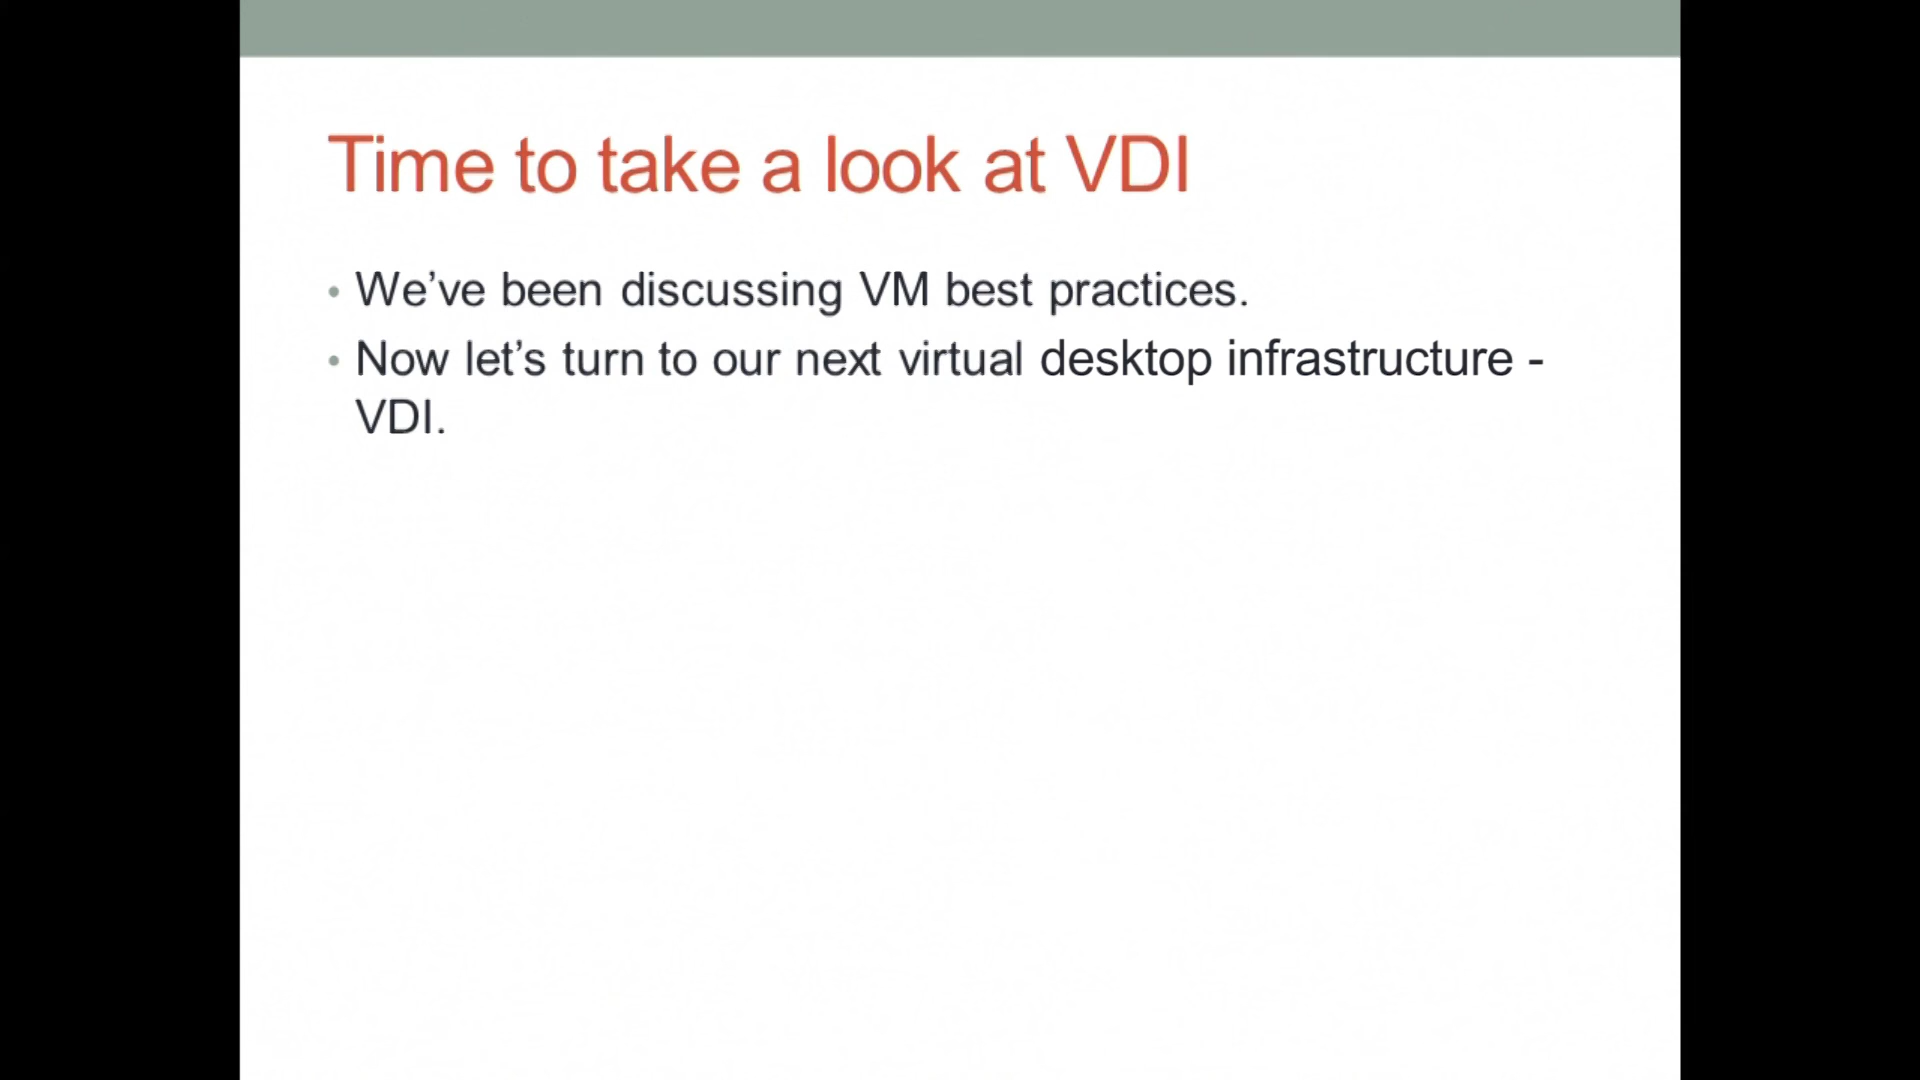 Time to take a look at VDI
• We’ve been discussing VM best practices.
• Now let’s turn to our next virtual desktop infrastructure -
VDI.